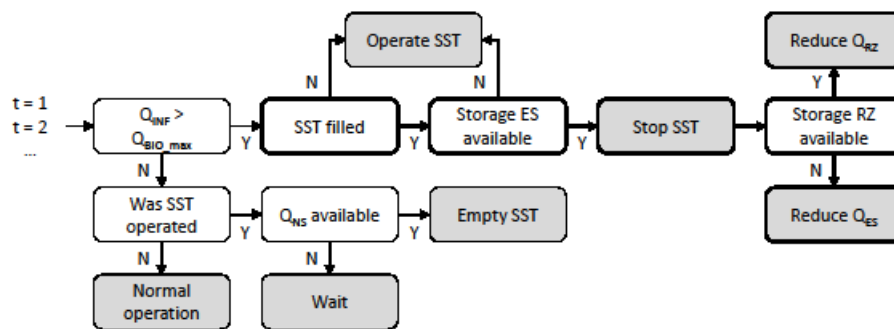 Operate SST
Reduce Q_RZ
N
N
Y
t = 1
t = 2
...
Q_INF >
Q_BIO_max
Y
SST filled
Y
Storage ES
available
Y
Stop SST
Storage RZ
available
N
N
Was SST
operated
Y
Q_NS available
Y
Empty SST
Reduce Q_ES
N
N
Normal
operation
Wait